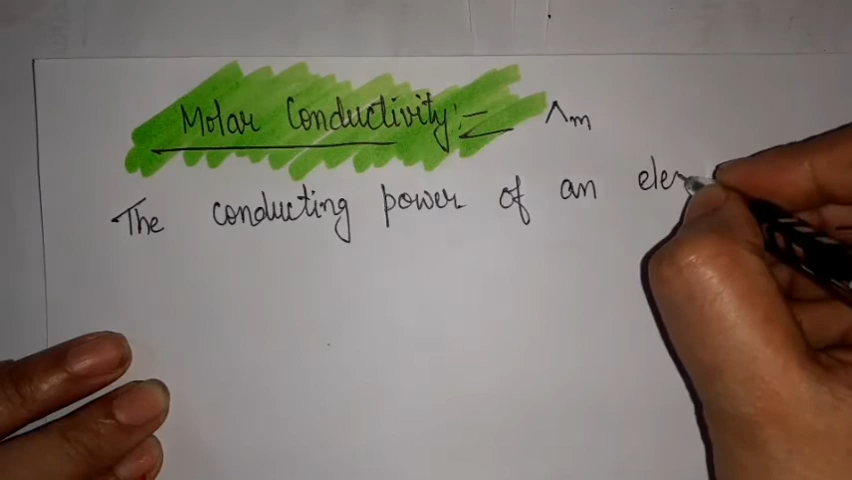 Molar Conductivity:- Λm
The conducting power of an ele